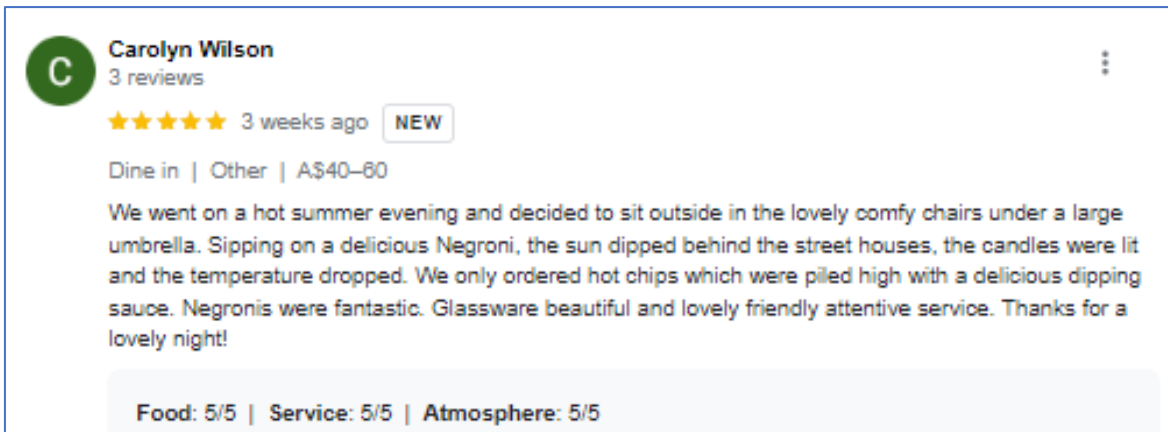 C
Carolyn Wilson
3 reviews
3 weeks ago NEW
Dine in | Other | A$40–60
We went on a hot summer evening and decided to sit outside in the lovely comfy chairs under a large
umbrella. Sipping on a delicious Negroni, the sun dipped behind the street houses, the candles were lit
and the temperature dropped. We only ordered hot chips which were piled high with a delicious dipping
sauce. Negronis were fantastic. Glassware beautiful and lovely friendly attentive service. Thanks for a
lovely night!
Food: 5/5 | Service: 5/5 | Atmosphere: 5/5